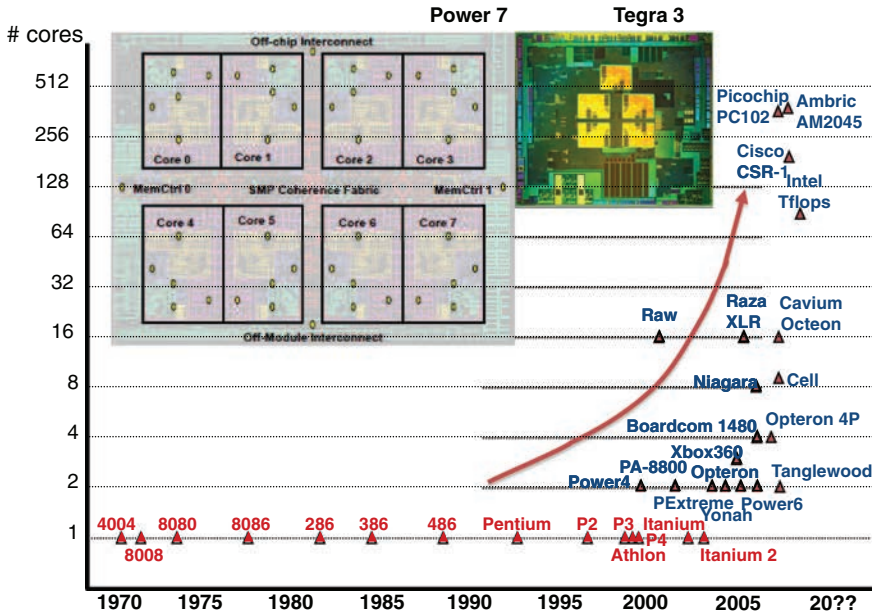 Power 7
Tegra 3
# cores
Off-chip Interconnect
512
Picochip
PC102
Ambric
AM2045
256
Core 0
Core 1
Core 2
Core 3
Cisco
CSR-1
128
MemCtrl 0
SMP Coherence Fabric
MemCtrl 1
Intel
Tflops
Core 4
Core 5
Core 6
Core 7
64
32
Raw
Raza
XLR
Cavium
Octeon
16
Off-Module Interconnect
8
Niagara
Cell
Boardcom 1480
Opteron 4P
4
Xbox360
PA-8800
Opteron
Tanglewood
Power4
2
PExtreme
Power6
Yonah
4004
8080
8086
286
386
486
Pentium
P2
P3
Itanium
1
P4
8008
Athlon
Itanium 2
1970
1975
1980
1985
1990
1995
2000
2005
20??